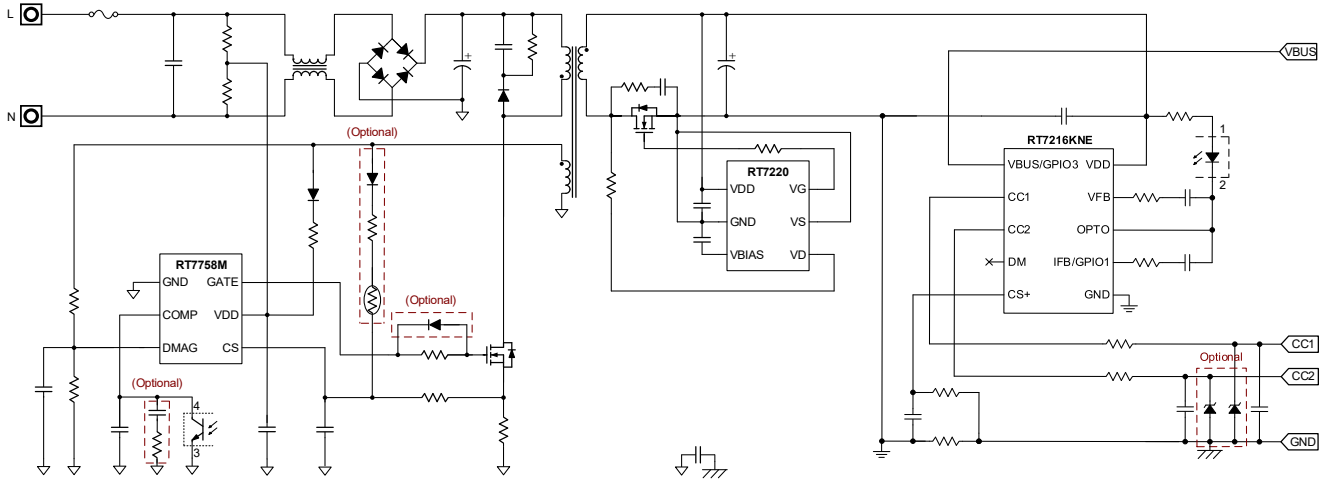 L
+
+
VBUS
N
(Optional)
RT7216KNE
1
VBUS/GPIO3 VDD
2
RT7220
VDD VG
CC1 VFB
GND VS
CC2 OPTO
VBIAS VD
DM IFB/GPIO1
RT7758M
GND GATE
CS+ GND
(Optional)
COMP VDD
DMAG CS
CC1
Optional
CC2
(Optional)
4
3
GND